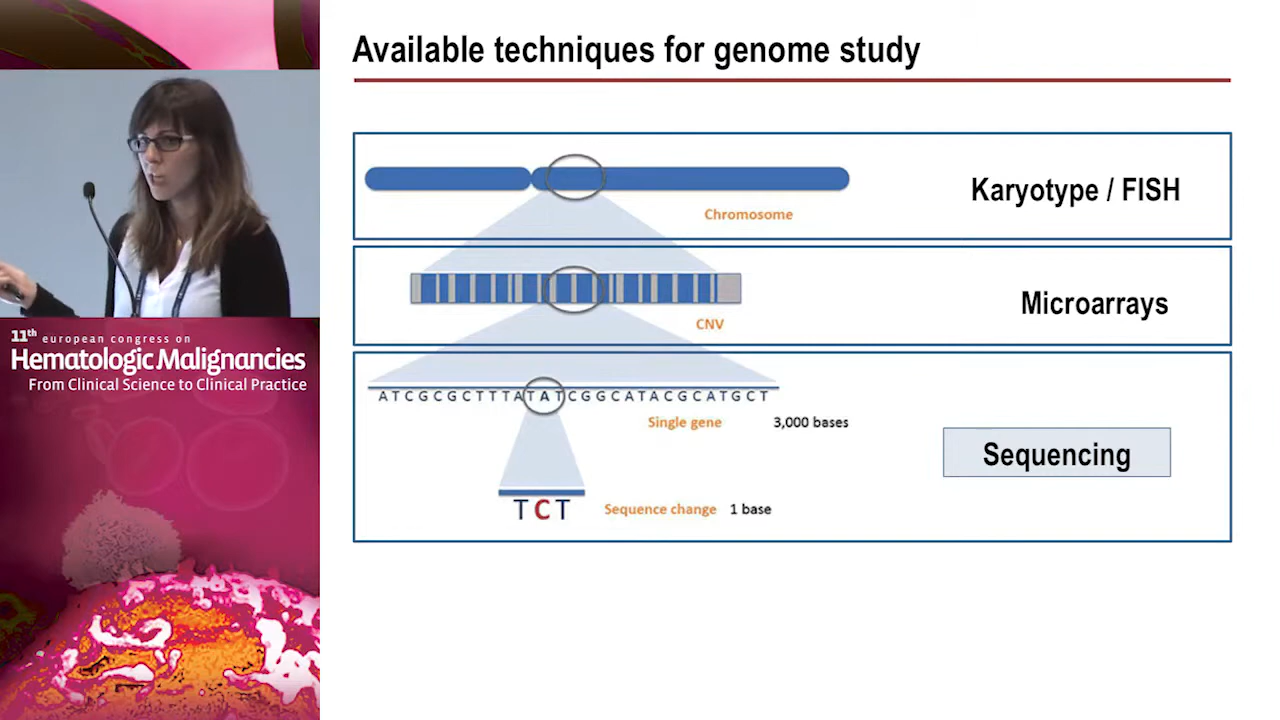 Available techniques for genome study
Karyotype / FISH
Chromosome
Microarrays
CNV
ATCGCGCTTTATATCGGCATACGCATGCT
Single gene
3,000 bases
Sequencing
TCT
Sequence change
1 base
11th european congress on
Hematologic Malignancies
From Clinical Science to Clinical Practice